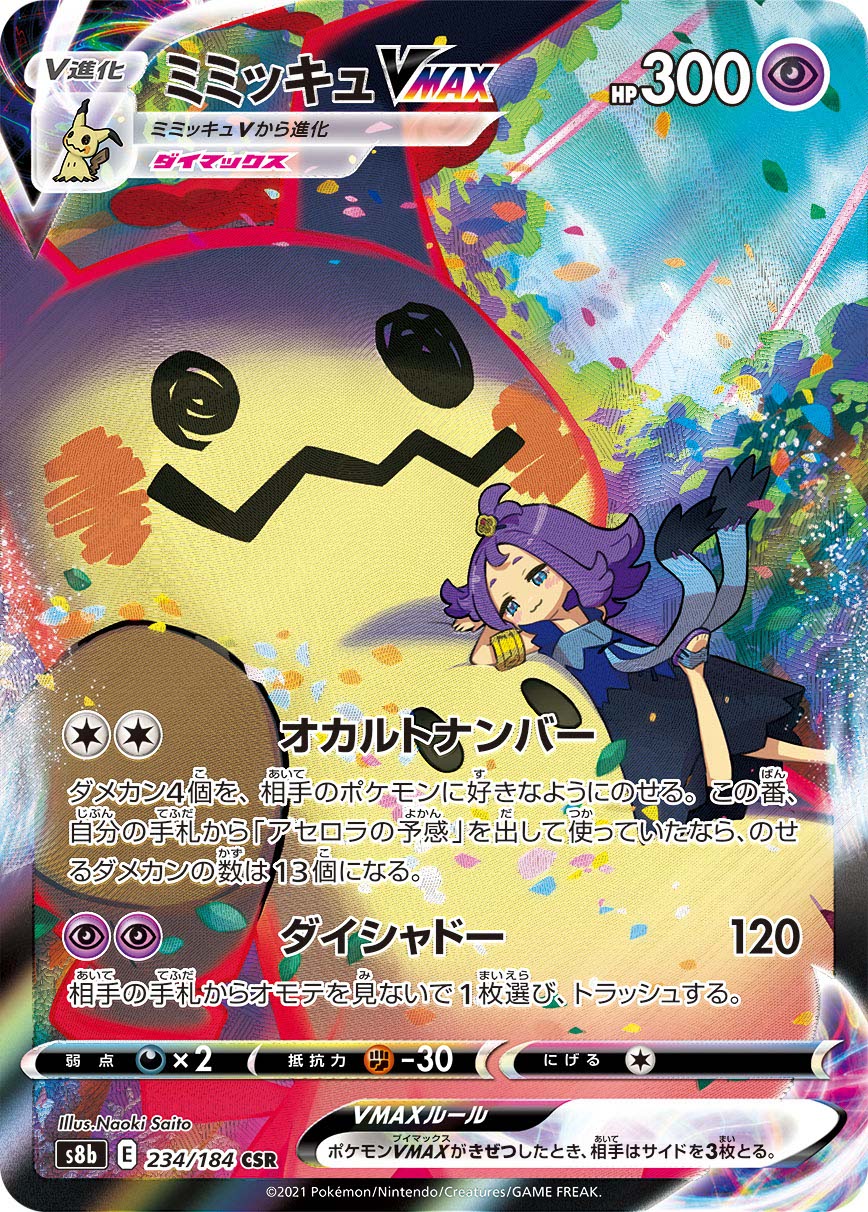 V進化
ミミッキュVMAX
HP300
ミミッキュVから進化
ダイマックス
オカルトナンバー
ダメカン4個を、相手のポケモンに好きなようにのせる。この番、
自分の手札から「アセロラの予感」を出して使っていたなら、のせ
るダメカンの数は13個になる。
ダイシャドー 120
相手の手札からオモテを見ないで1枚選び、トラッシュする。
弱点 ×2 抵抗力 -30 にげる
Illus.Naoki Saito
VMAXルール
ポケモンVMAXがきぜつしたとき、相手はサイドを3枚とる。
s8b E 234/184 CSR
©2021 Pokémon/Nintendo/Creatures/GAME FREAK.